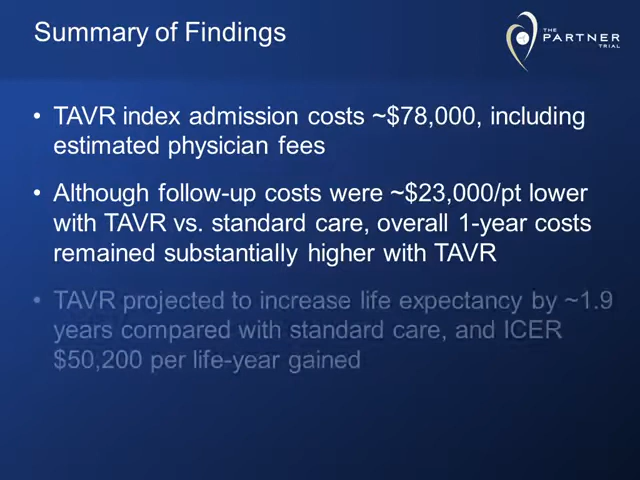 Summary of Findings
THE
PARTNER
TRIAL
• TAVR index admission costs ~$78,000, including
estimated physician fees
• Although follow-up costs were ~$23,000/pt lower
with TAVR vs. standard care, overall 1-year costs
remained substantially higher with TAVR
• TAVR projected to increase life expectancy by ~1.9
years compared with standard care, and ICER
$50,200 per life-year gained